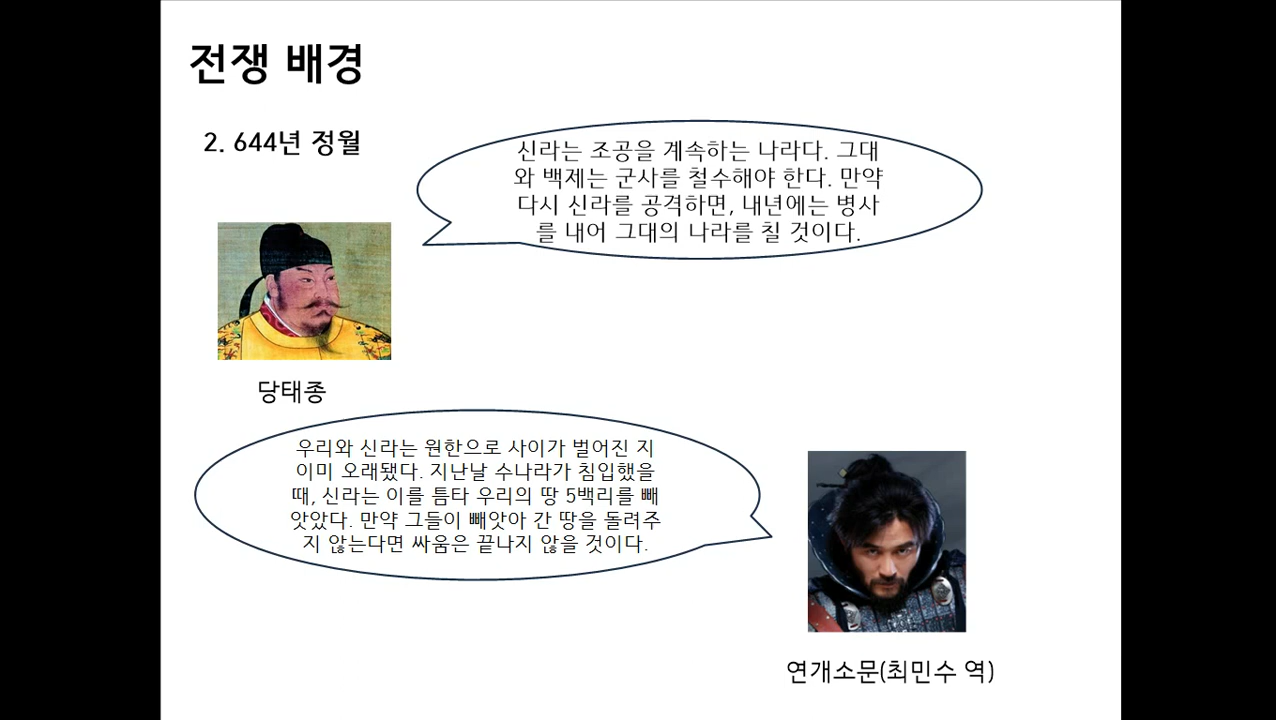 전쟁 배경
2. 644년 정월
신라는 조공을 계속하는 나라다. 그대
와 백제는 군사를 철수해야 한다. 만약
다시 신라를 공격하면, 내년에는 병사
를 내어 그대의 나라를 칠 것이다.
당태종
우리와 신라는 원한으로 사이가 벌어진 지
이미 오래됐다. 지난날 수나라가 침입했을
때, 신라는 이를 틈타 우리의 땅 5백리를 빼
앗았다. 만약 그들이 빼앗아 간 땅을 돌려주
지 않는다면 싸움은 끝나지 않을 것이다.
연개소문(최민수 역)